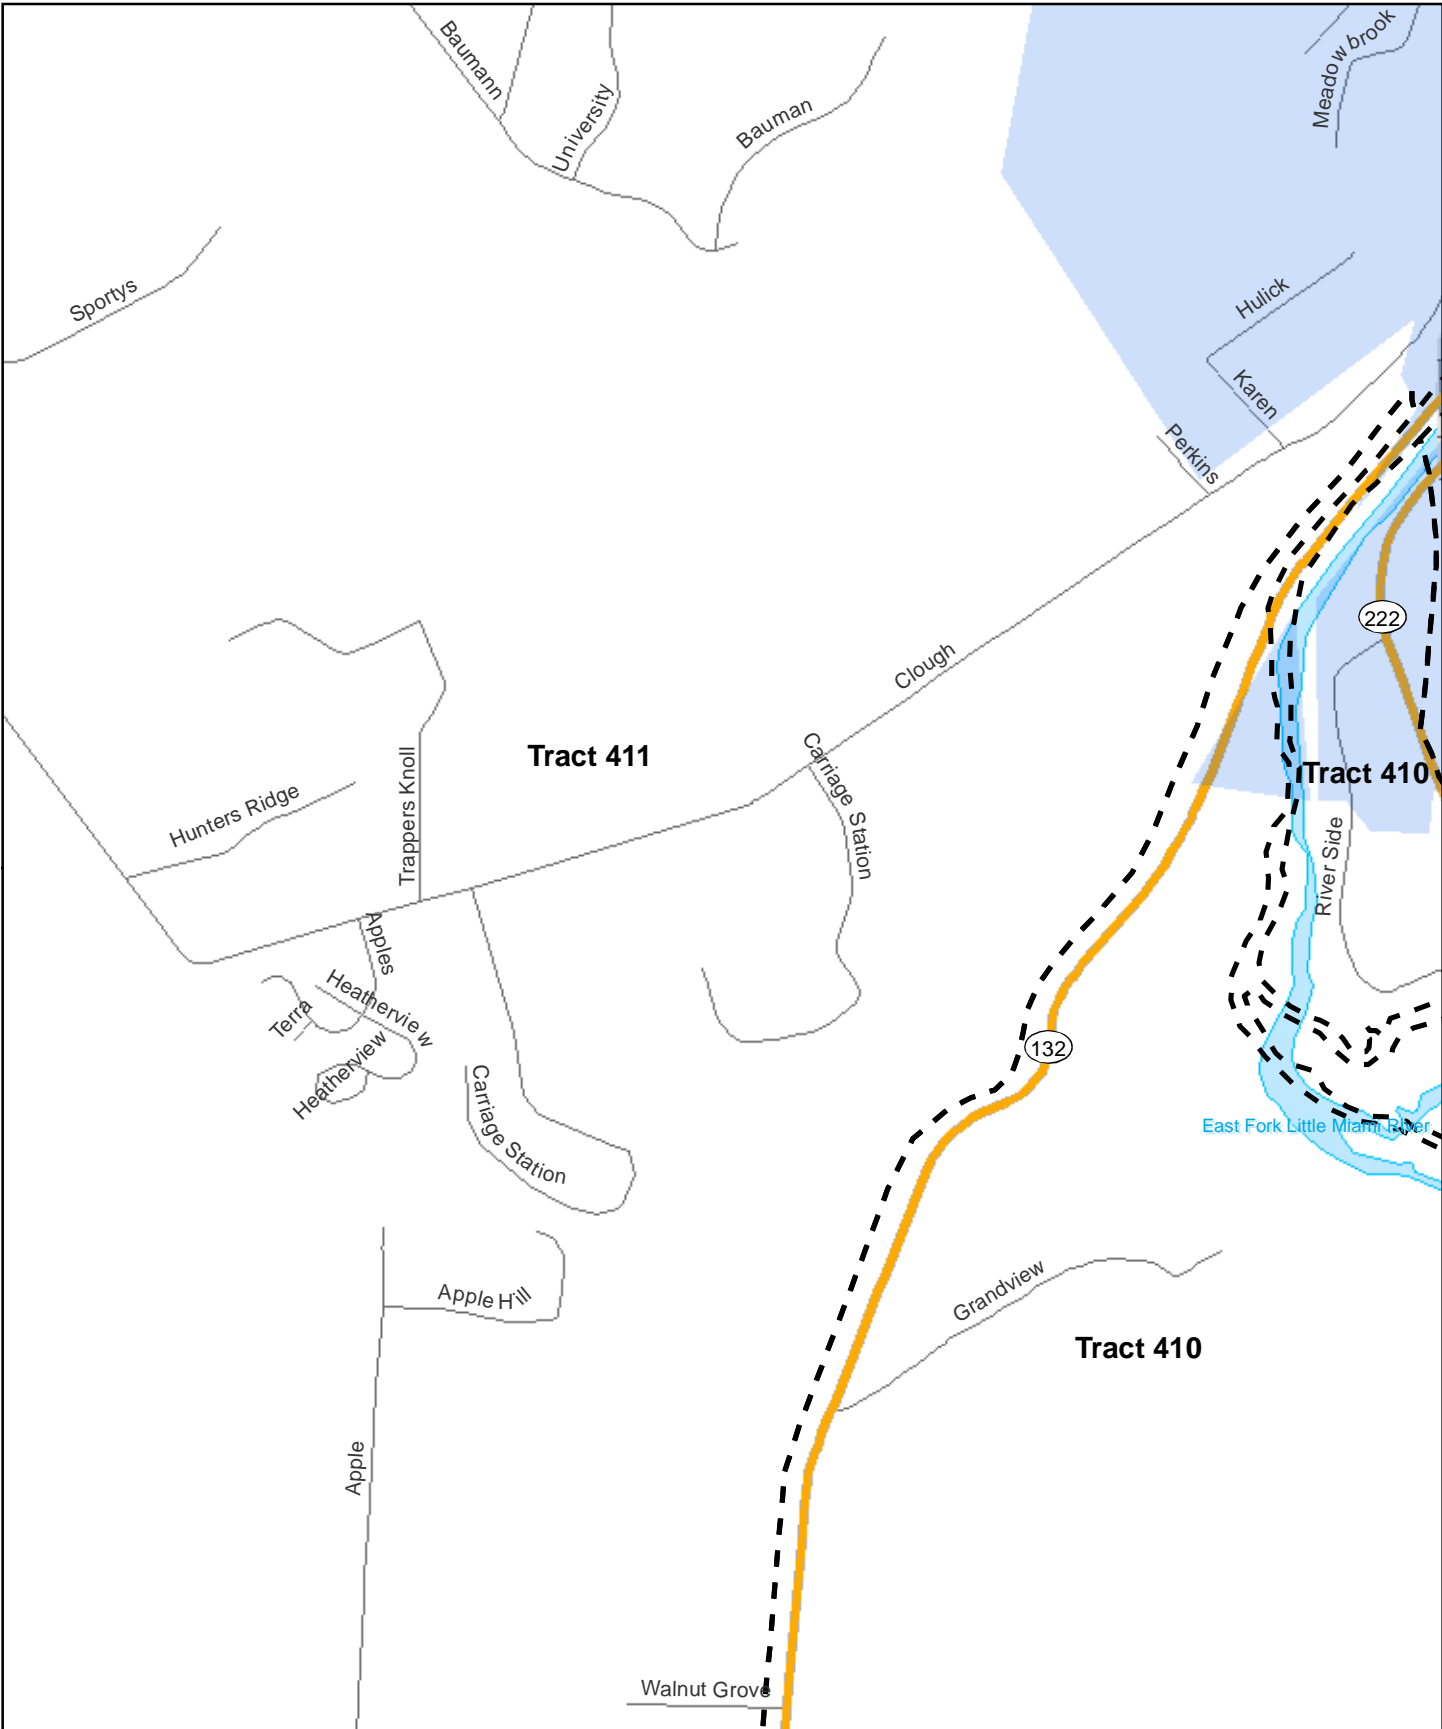 Baumann
University
Bauman
Meadowbrook
Sportys
Hulick
Karen
Perkins
222
Clough
Tract 411
Carriage Station
Tract 410
Hunters Ridge
Trappers Knoll
River Side
Apples
Heatherview
Terra
Heatherview
132
Carriage Station
East Fork Little Miami River
Grandview
Apple Hill
Tract 410
Apple
Walnut Grove